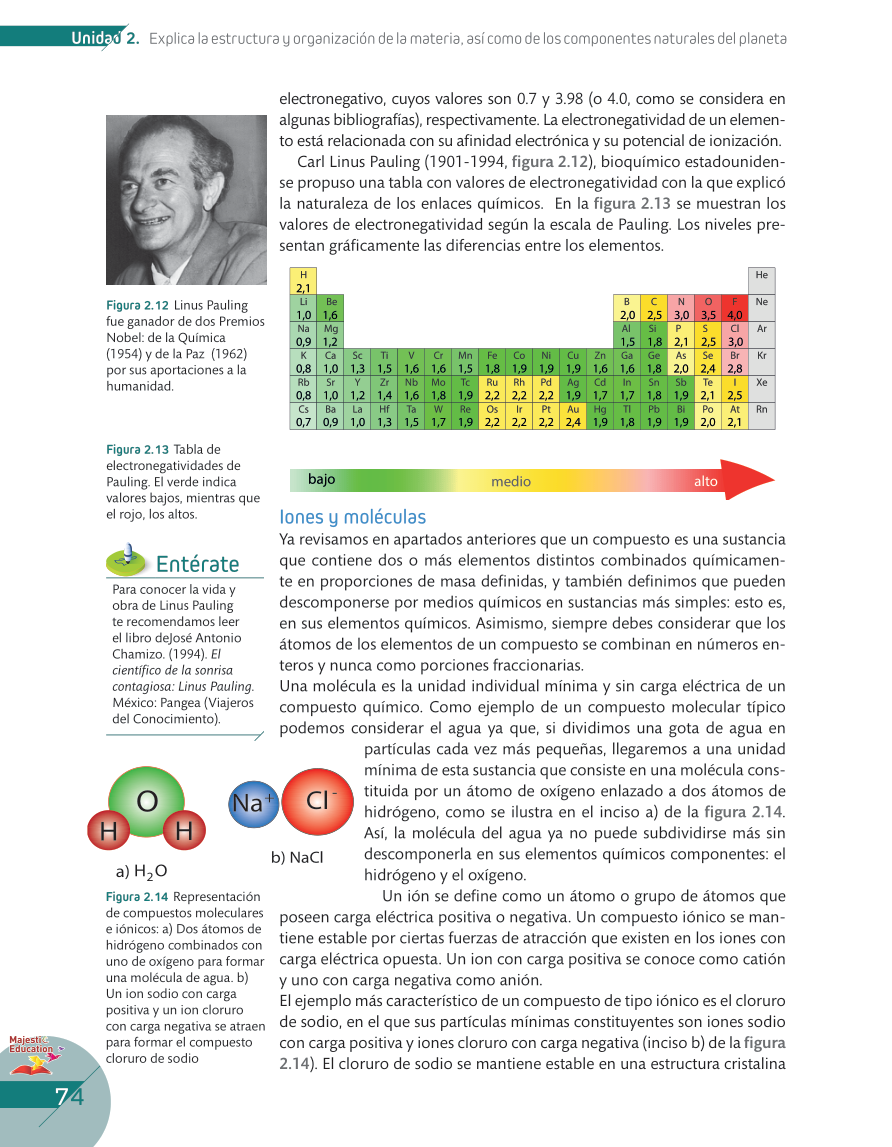 Unidad 2. Explica la estructura y organización de la materia, así como de los componentes naturales del planeta
electronegativo, cuyos valores son 0.7 y 3.98 (o 4.0, como se considera en
algunas bibliografías), respectivamente. La electronegatividad de un elemen-
to está relacionada con su afinidad electrónica y su potencial de ionización.
Carl Linus Pauling (1901-1994, figura 2.12), bioquímico estadouniden-
se propuso una tabla con valores de electronegatividad con la que explicó
la naturaleza de los enlaces químicos. En la figura 2.13 se muestran los
valores de electronegatividad según la escala de Pauling. Los niveles pre-
sentan gráficamente las diferencias entre los elementos.
Figura 2.12 Linus Pauling
fue ganador de dos Premios
Nobel: de la Química
(1954) y de la Paz (1962)
por sus aportaciones a la
humanidad.
H He
2,1
Li Be B C N O F Ne
1,0 1,6 2,0 2,5 3,0 3,5 4,0
Na Mg Al Si P S Cl Ar
0,9 1,2 1,5 1,8 2,1 2,5 3,0
K Ca Sc Ti V Cr Mn Fe Co Ni Cu Zn Ga Ge As Se Br Kr
0,8 1,0 1,3 1,5 1,6 1,6 1,5 1,8 1,9 1,9 1,9 1,6 1,6 1,8 2,0 2,4 2,8
Rb Sr Y Zr Nb Mo Tc Ru Rh Pd Ag Cd In Sn Sb Te I Xe
0,8 1,0 1,2 1,4 1,6 1,8 1,9 2,2 2,2 2,2 1,9 1,7 1,7 1,8 1,9 2,1 2,5
Cs Ba La Hf Ta W Re Os Ir Pt Au Hg Tl Pb Bi Po At Rn
0,7 0,9 1,0 1,3 1,5 1,7 1,9 2,2 2,2 2,2 2,4 1,9 1,8 1,9 1,9 2,0 2,1
bajo medio alto
Figura 2.13 Tabla de
electronegatividades de
Pauling. El verde indica
valores bajos, mientras que
el rojo, los altos.
Entérate
Para conocer la vida y
obra de Linus Pauling
te recomendamos leer
el libro deJosé Antonio
Chamizo. (1994). El
científico de la sonrisa
contagiosa: Linus Pauling.
México: Pangea (Viajeros
del Conocimiento).
Iones y moléculas
Ya revisamos en apartados anteriores que un compuesto es una sustancia
que contiene dos o más elementos distintos combinados químicamen-
te en proporciones de masa definidas, y también definimos que pueden
descomponerse por medios químicos en sustancias más simples: esto es,
en sus elementos químicos. Asimismo, siempre debes considerar que los
átomos de los elementos de un compuesto se combinan en números en-
teros y nunca como porciones fraccionarias.
Una molécula es la unidad individual mínima y sin carga eléctrica de un
compuesto químico. Como ejemplo de un compuesto molecular típico
podemos considerar el agua ya que, si dividimos una gota de agua en
partículas cada vez más pequeñas, llegaremos a una unidad
mínima de esta sustancia que consiste en una molécula cons-
tituida por un átomo de oxígeno enlazado a dos átomos de
hidrógeno, como se ilustra en el inciso a) de la figura 2.14.
Así, la molécula del agua ya no puede subdividirse más sin
descomponerla en sus elementos químicos componentes: el
hidrógeno y el oxígeno.
O
H H
a) H₂O
Na⁺ Cl⁻
b) NaCl
Figura 2.14 Representación
de compuestos moleculares
e iónicos: a) Dos átomos de
hidrógeno combinados con
uno de oxígeno para formar
una molécula de agua. b)
Un ion sodio con carga
positiva y un ion cloruro
con carga negativa se atraen
para formar el compuesto
cloruro de sodio
Un ión se define como un átomo o grupo de átomos que
poseen carga eléctrica positiva o negativa. Un compuesto iónico se man-
tiene estable por ciertas fuerzas de atracción que existen en los iones con
carga eléctrica opuesta. Un ion con carga positiva se conoce como catión
y uno con carga negativa como anión.
El ejemplo más característico de un compuesto de tipo iónico es el cloruro
de sodio, en el que sus partículas mínimas constituyentes son iones sodio
con carga positiva y iones cloruro con carga negativa (inciso b) de la figura
2.14). El cloruro de sodio se mantiene estable en una estructura cristalina
Majestic
Education
74